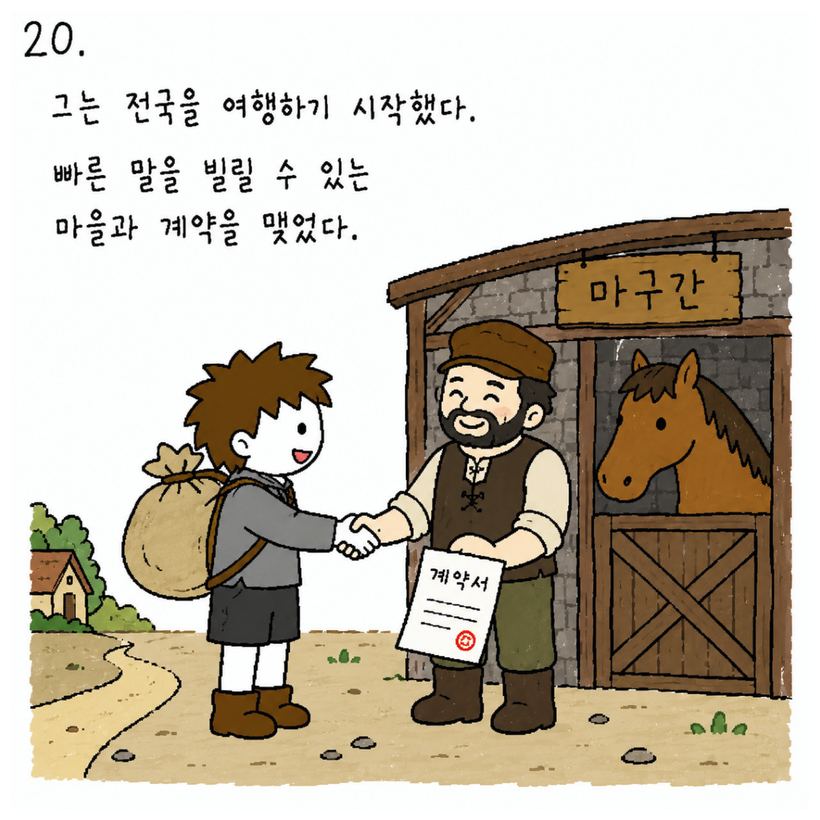 20.
그는 전국을 여행하기 시작했다.
빠른 말을 빌릴 수 있는
마을과 계약을 맺었다.
마구간
계약서